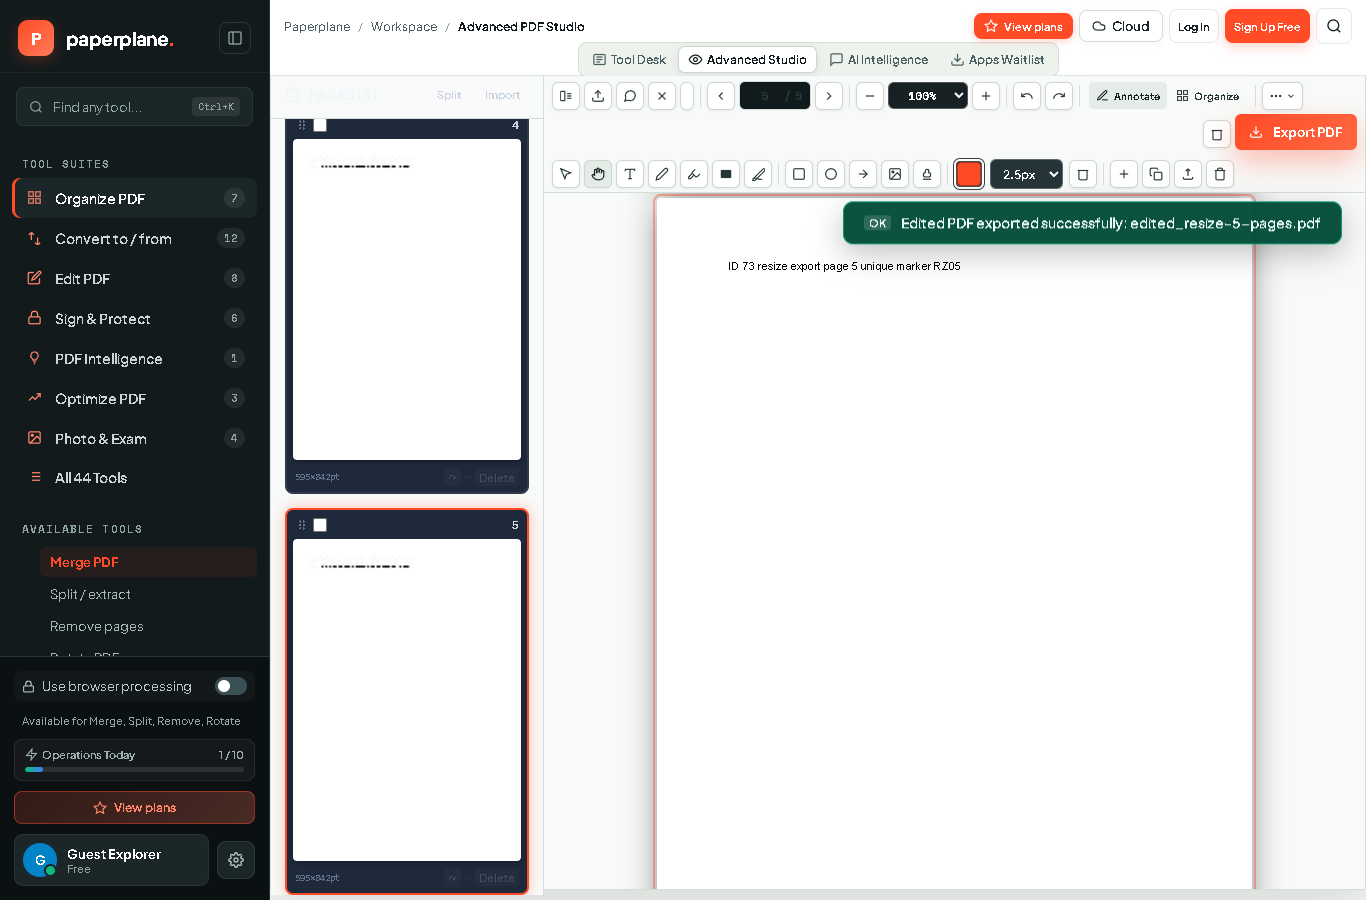 P paperplane.
Find any tool... Ctrl+K
TOOL SUITES
Organize PDF 7
Convert to / from 12
Edit PDF 8
Sign & Protect 6
PDF Intelligence 1
Optimize PDF 3
Photo & Exam 4
All 44 Tools
AVAILABLE TOOLS
Merge PDF
Split / extract
Remove pages
Rotate PDF
Use browser processing
Available for Merge, Split, Remove, Rotate
Operations Today 1 / 10
View plans
G Guest Explorer
Free
Paperplane / Workspace / Advanced PDF Studio
View plans Cloud Log In Sign Up Free
Tool Desk Advanced Studio AI Intelligence Apps Waitlist
PAGES (5) Split Import
5 / 5 100% Annotate Organize
Export PDF
2.5px
4
595×842pt Delete
5
595×842pt Delete
OK Edited PDF exported successfully: edited_resize-5-pages.pdf
ID 73 resize export page 5 unique marker RZ05